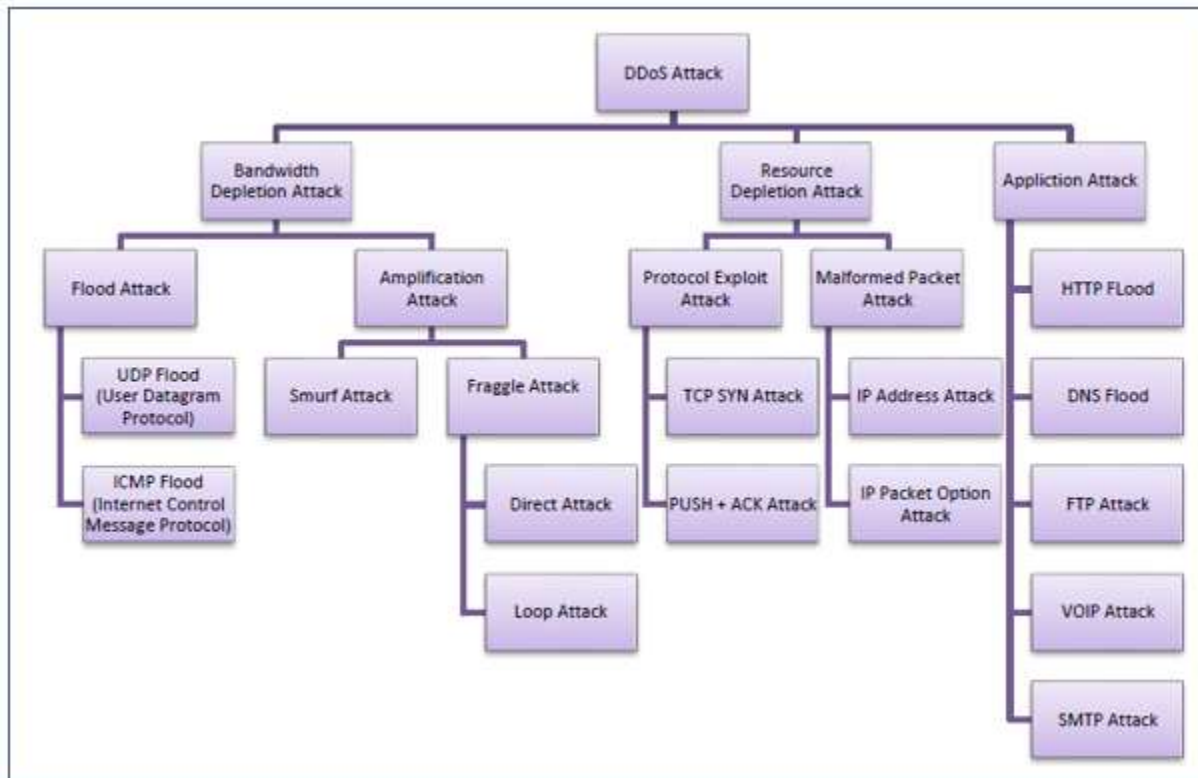 DDoS Attack
Bandwidth
Depletion Attack
Resource
Depletion Attack
Appliction Attack
Flood Attack
Amplification
Attack
Protocol Exploit
Attack
Malformed Packet
Attack
HTTP FLood
UDP Flood
(User Datagram
Protocol)
Smurf Attack
Fraggle Attack
TCP SYN Attack
IP Address Attack
DNS Flood
ICMP Flood
(Internet Control
Message Protocol)
Direct Attack
PUSH + ACK Attack
IP Packet Option
Attack
FTP Attack
Loop Attack
VOIP Attack
SMTP Attack